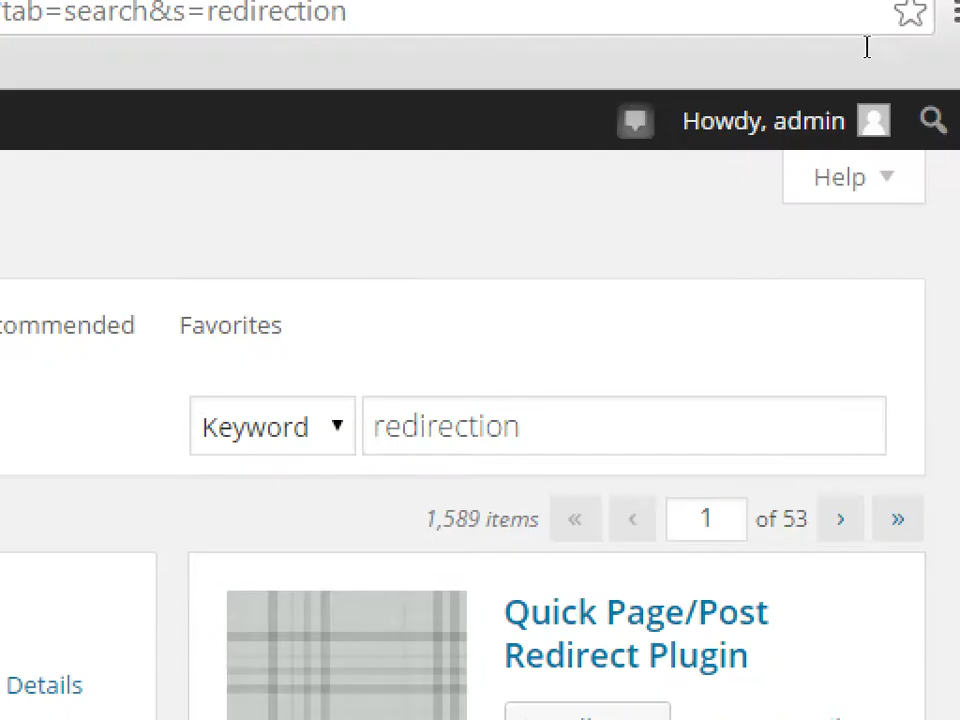 ?tab=search&s=redirection
Howdy, admin
Help ▼
Favorites
Keyword ▼ redirection
1,589 items « ‹ 1 of 53 › »
Quick Page/Post
Redirect Plugin
Details